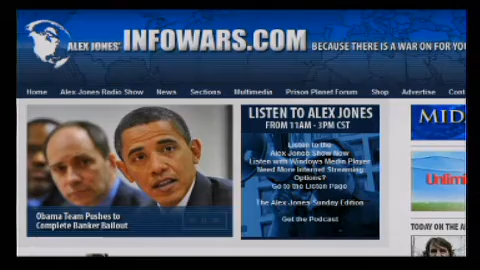 ALEX JONES' INFOWARS.COM BECAUSE THERE IS A WAR ON FOR YOU
Home Alex Jones Radio Show News Sections Multimedia Prison Planet Forum Shop Advertise Cont
Obama Team Pushes to
Complete Banker Bailout
LISTEN TO ALEX JONES
FROM 11AM - 3PM CST
Listen to the
Alex Jones Show Now
Listen with Windows Media Player
Need More Internet Streaming
Options?
Go to the Listen Page
The Alex Jones Sunday Edition
Get the Podcast
MID
Unlimi
TODAY ON THE A